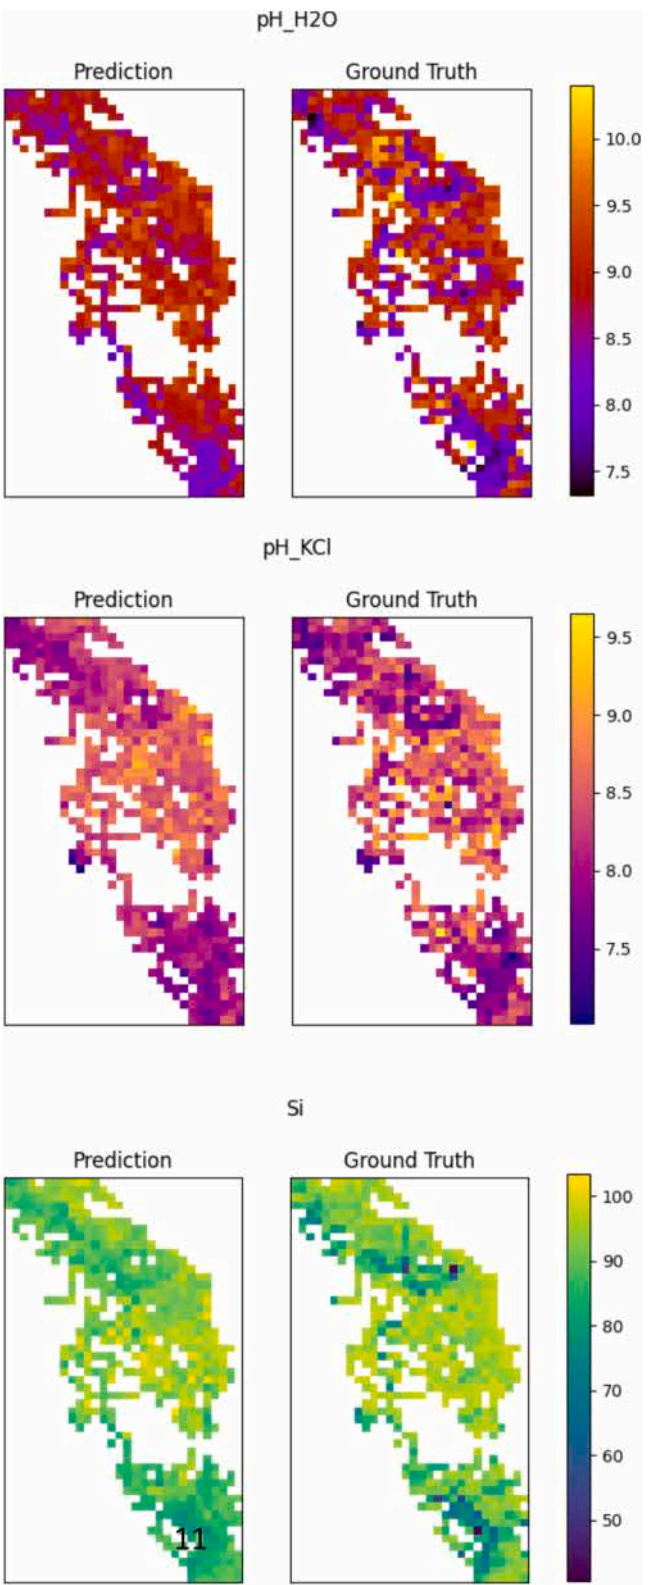 pH_H2O
Prediction
Ground Truth
10.0
9.5
9.0
8.5
8.0
7.5
pH_KCl
Prediction
Ground Truth
9.5
9.0
8.5
8.0
7.5
Si
Prediction
Ground Truth
100
90
80
70
60
50
11